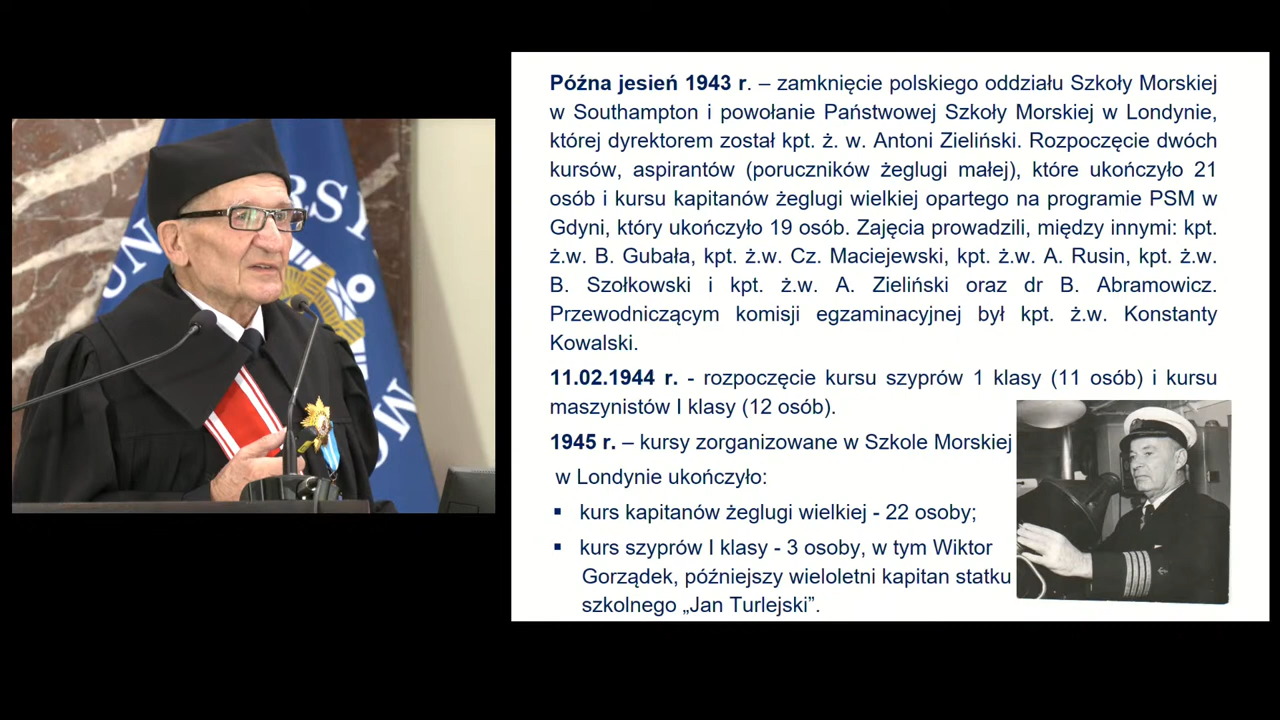 UNIWERSY
MO
Późna jesień 1943 r. – zamknięcie polskiego oddziału Szkoły Morskiej
w Southampton i powołanie Państwowej Szkoły Morskiej w Londynie,
której dyrektorem został kpt. ż. w. Antoni Zieliński. Rozpoczęcie dwóch
kursów, aspirantów (poruczników żeglugi małej), które ukończyło 21
osób i kursu kapitanów żeglugi wielkiej opartego na programie PSM w
Gdyni, który ukończyło 19 osób. Zajęcia prowadzili, między innymi: kpt.
ż.w. B. Gubała, kpt. ż.w. Cz. Maciejewski, kpt. ż.w. A. Rusin, kpt. ż.w.
B. Szołkowski i kpt. ż.w. A. Zieliński oraz dr B. Abramowicz.
Przewodniczącym komisji egzaminacyjnej był kpt. ż.w. Konstanty
Kowalski.
11.02.1944 r. - rozpoczęcie kursu szyprów 1 klasy (11 osób) i kursu
maszynistów I klasy (12 osób).
1945 r. – kursy zorganizowane w Szkole Morskiej
w Londynie ukończyło:
▪ kurs kapitanów żeglugi wielkiej - 22 osoby;
▪ kurs szyprów I klasy - 3 osoby, w tym Wiktor
Gorządek, późniejszy wieloletni kapitan statku
szkolnego „Jan Turlejski”.